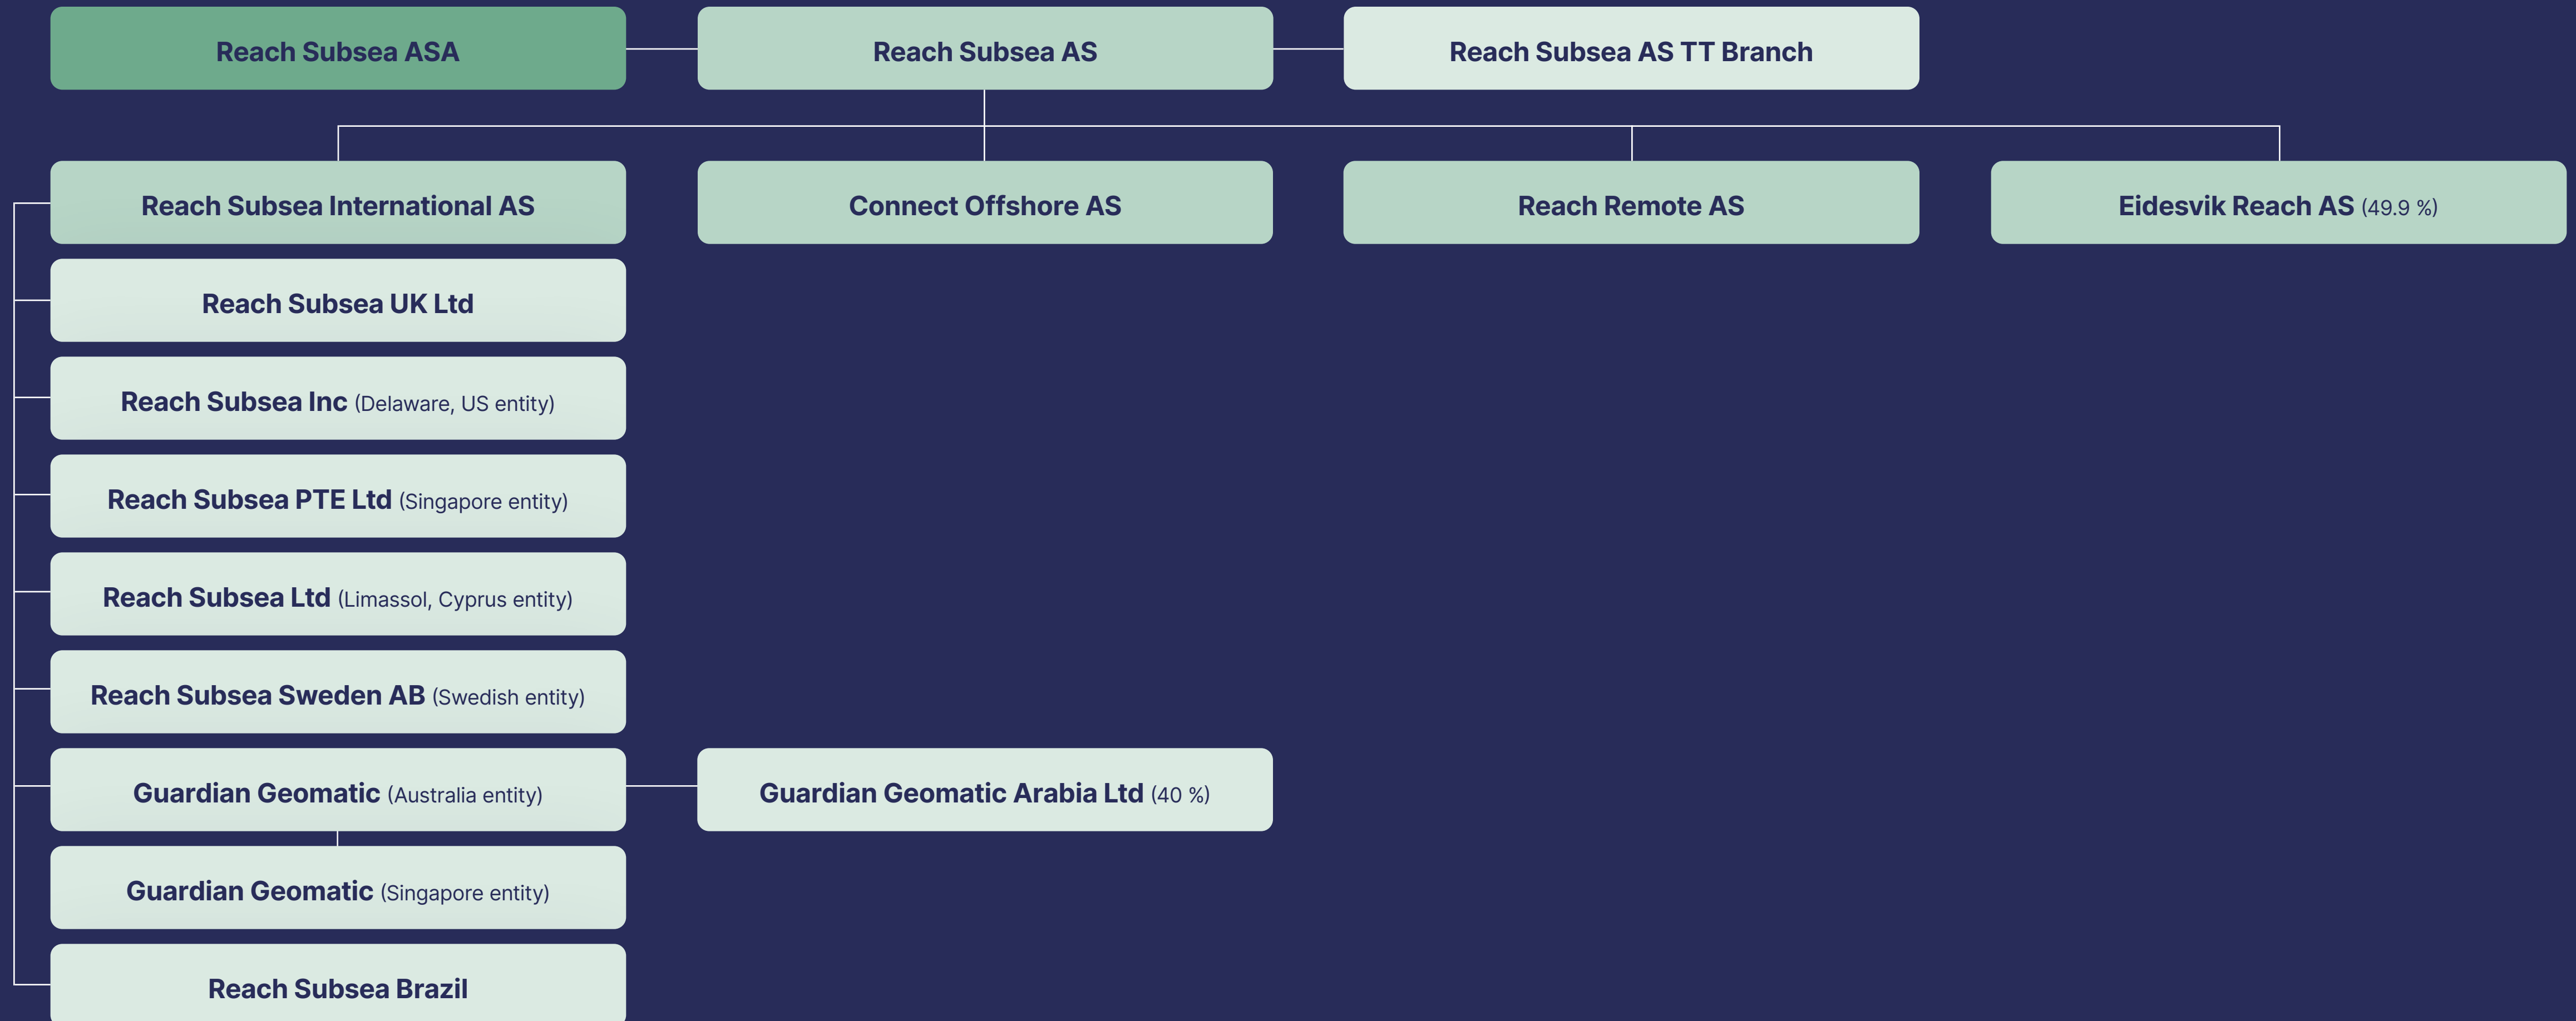 Reach Subsea ASA
Reach Subsea AS
Reach Subsea AS TT Branch
Reach Subsea International AS
Connect Offshore AS
Reach Remote AS
Eidesvik Reach AS (49.9 %)
Reach Subsea UK Ltd
Reach Subsea Inc (Delaware, US entity)
Reach Subsea PTE Ltd (Singapore entity)
Reach Subsea Ltd (Limassol, Cyprus entity)
Reach Subsea Sweden AB (Swedish entity)
Guardian Geomatic (Australia entity)
Guardian Geomatic Arabia Ltd (40 %)
Guardian Geomatic (Singapore entity)
Reach Subsea Brazil